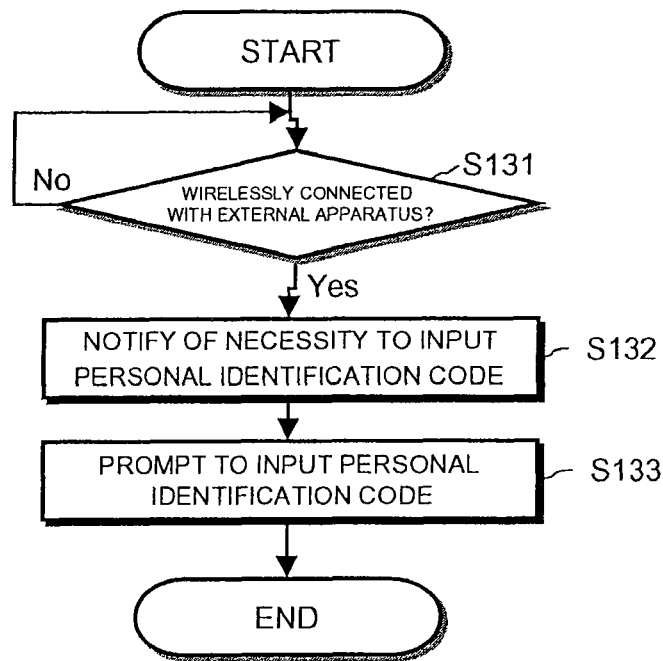 START
S131
No
WIRELESSLY CONNECTED
WITH EXTERNAL APPARATUS?
Yes
NOTIFY OF NECESSITY TO INPUT
PERSONAL IDENTIFICATION CODE
S132
PROMPT TO INPUT PERSONAL
IDENTIFICATION CODE
S133
END